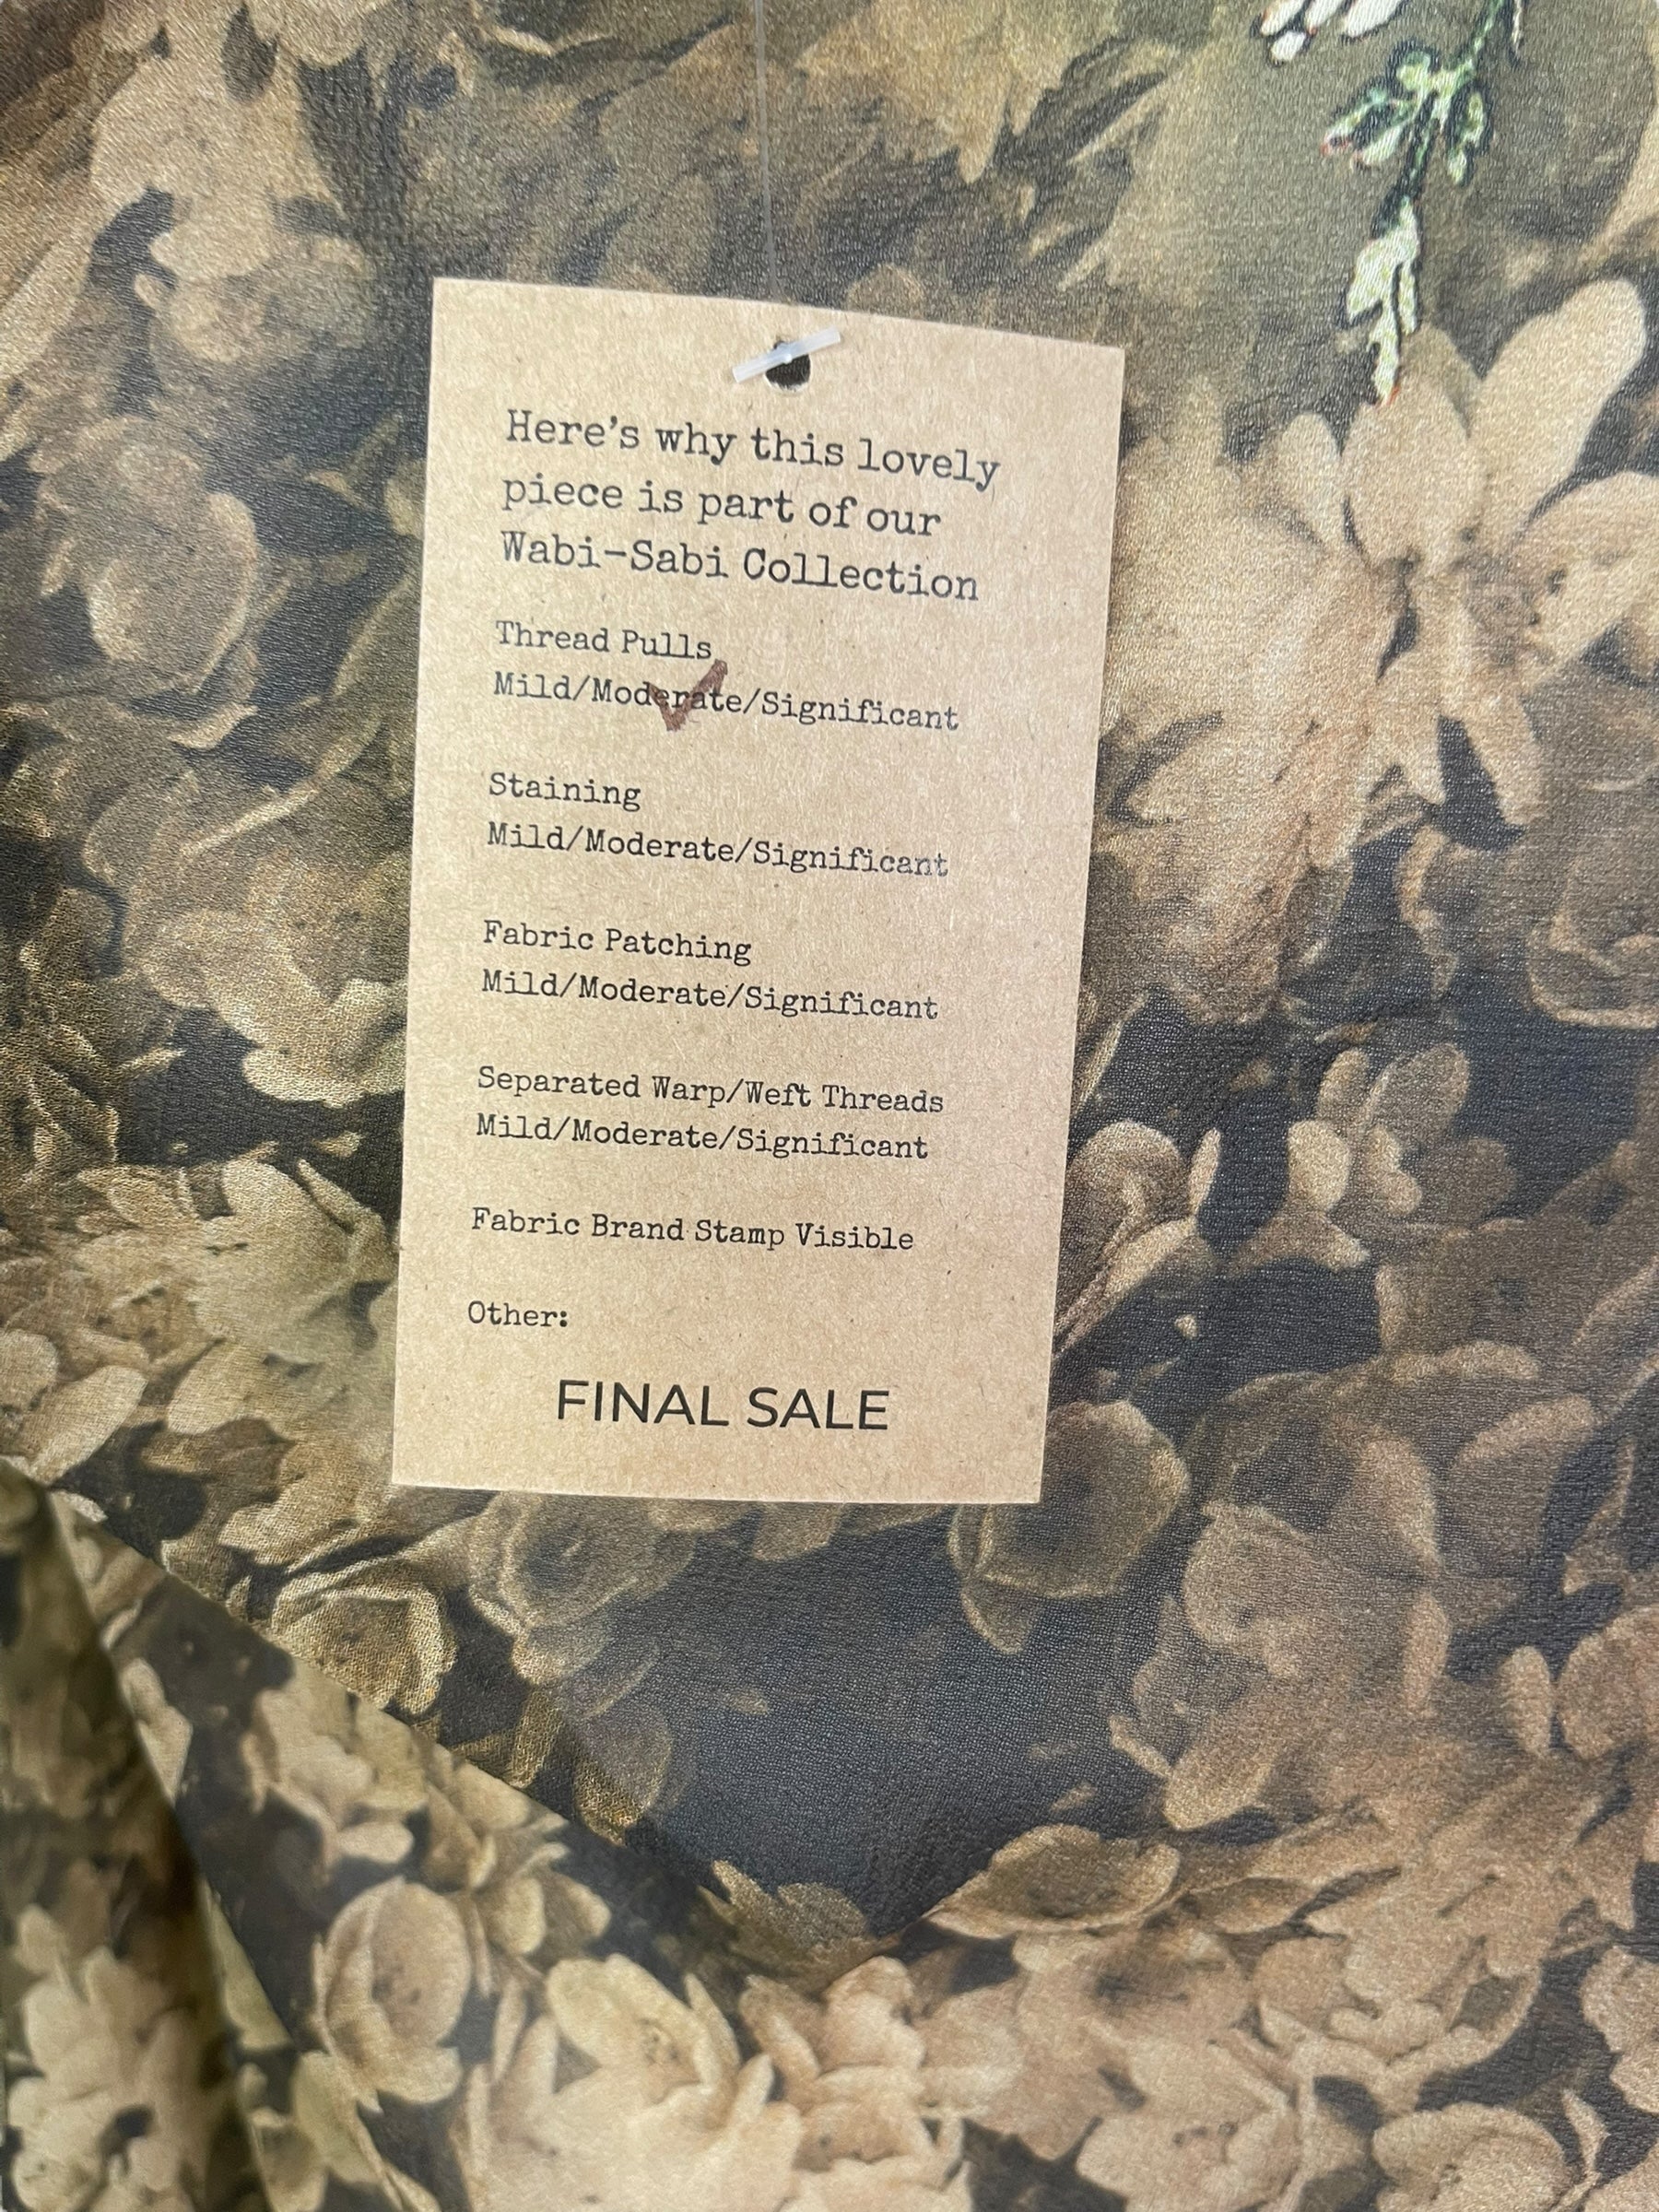 Here's why this lovely
piece is part of our
Wabi-Sabi Collection
Thread Pulls
Mild/Moderate/Significant
Staining
Mild/Moderate/Significant
Fabric Patching
Mild/Moderate/Significant
Separated Warp/Weft Threads
Mild/Moderate/Significant
Fabric Brand Stamp Visible
Other:
FINAL SALE